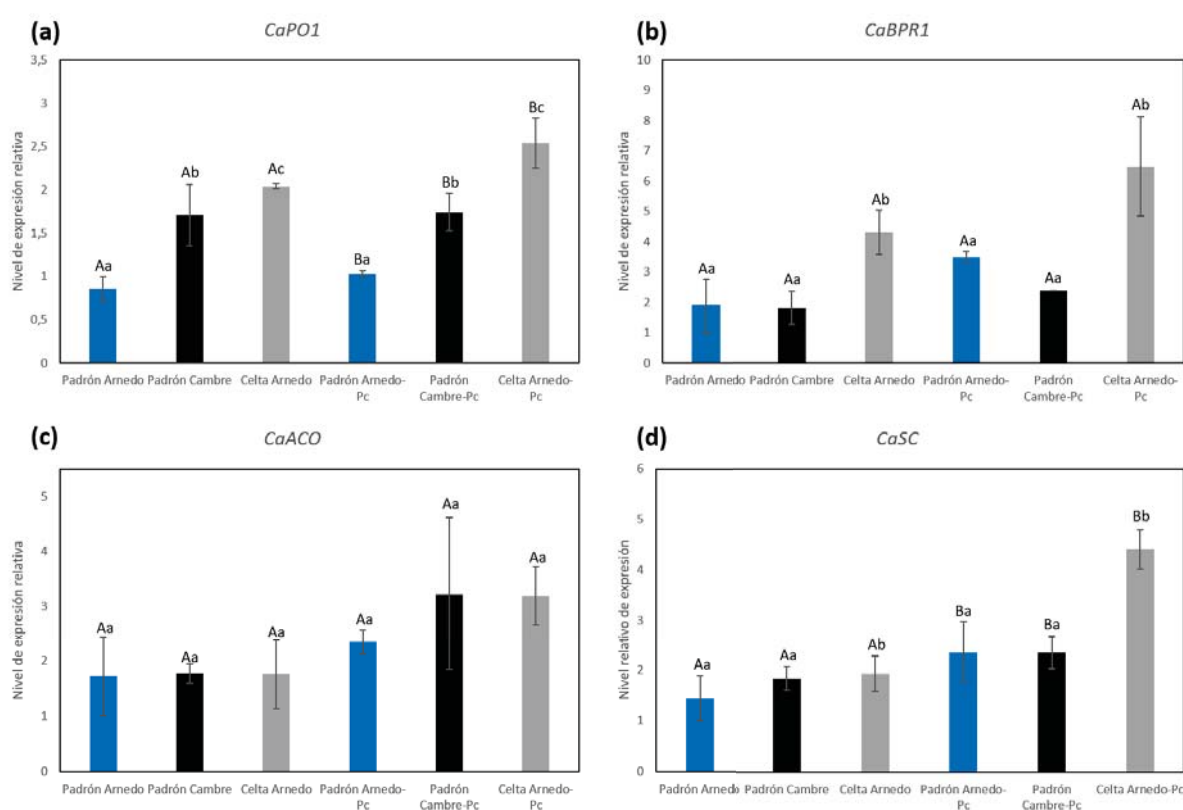 (a)
CaPO1
Nivel de expresión relativa
3,5
3
2,5
2
1,5
1
0,5
0
Aa
Ab
Ac
Ba
Bb
Bc
Padrón Arnedo Padrón Cambre Celta Arnedo Padrón Arnedo- Padrón Celta Arnedo-
Pc Cambre-Pc Pc
(b)
CaBPR1
Nivel de expresión relativa
10
9
8
7
6
5
4
3
2
1
0
Aa
Aa
Ab
Aa
Aa
Ab
Padrón Arnedo Padrón Cambre Celta Arnedo Padrón Arnedo- Padrón Celta Arnedo-
Pc Cambre-Pc Pc
(c)
CaACO
Nivel de expresión relativa
5
4
3
2
1
0
Aa
Aa
Aa
Aa
Aa
Aa
Padrón Arnedo Padrón Cambre Celta Arnedo Padrón Arnedo- Padrón Celta Arnedo-
Pc Cambre-Pc Pc
(d)
CaSC
Nivel relativo de expresión
6
5
4
3
2
1
0
Aa
Aa
Ab
Ba
Ba
Bb
Padrón Arnedo Padrón Cambre Celta Arnedo Padrón Arnedo- Padrón Celta Arnedo-Pc
Pc Cambre-Pc